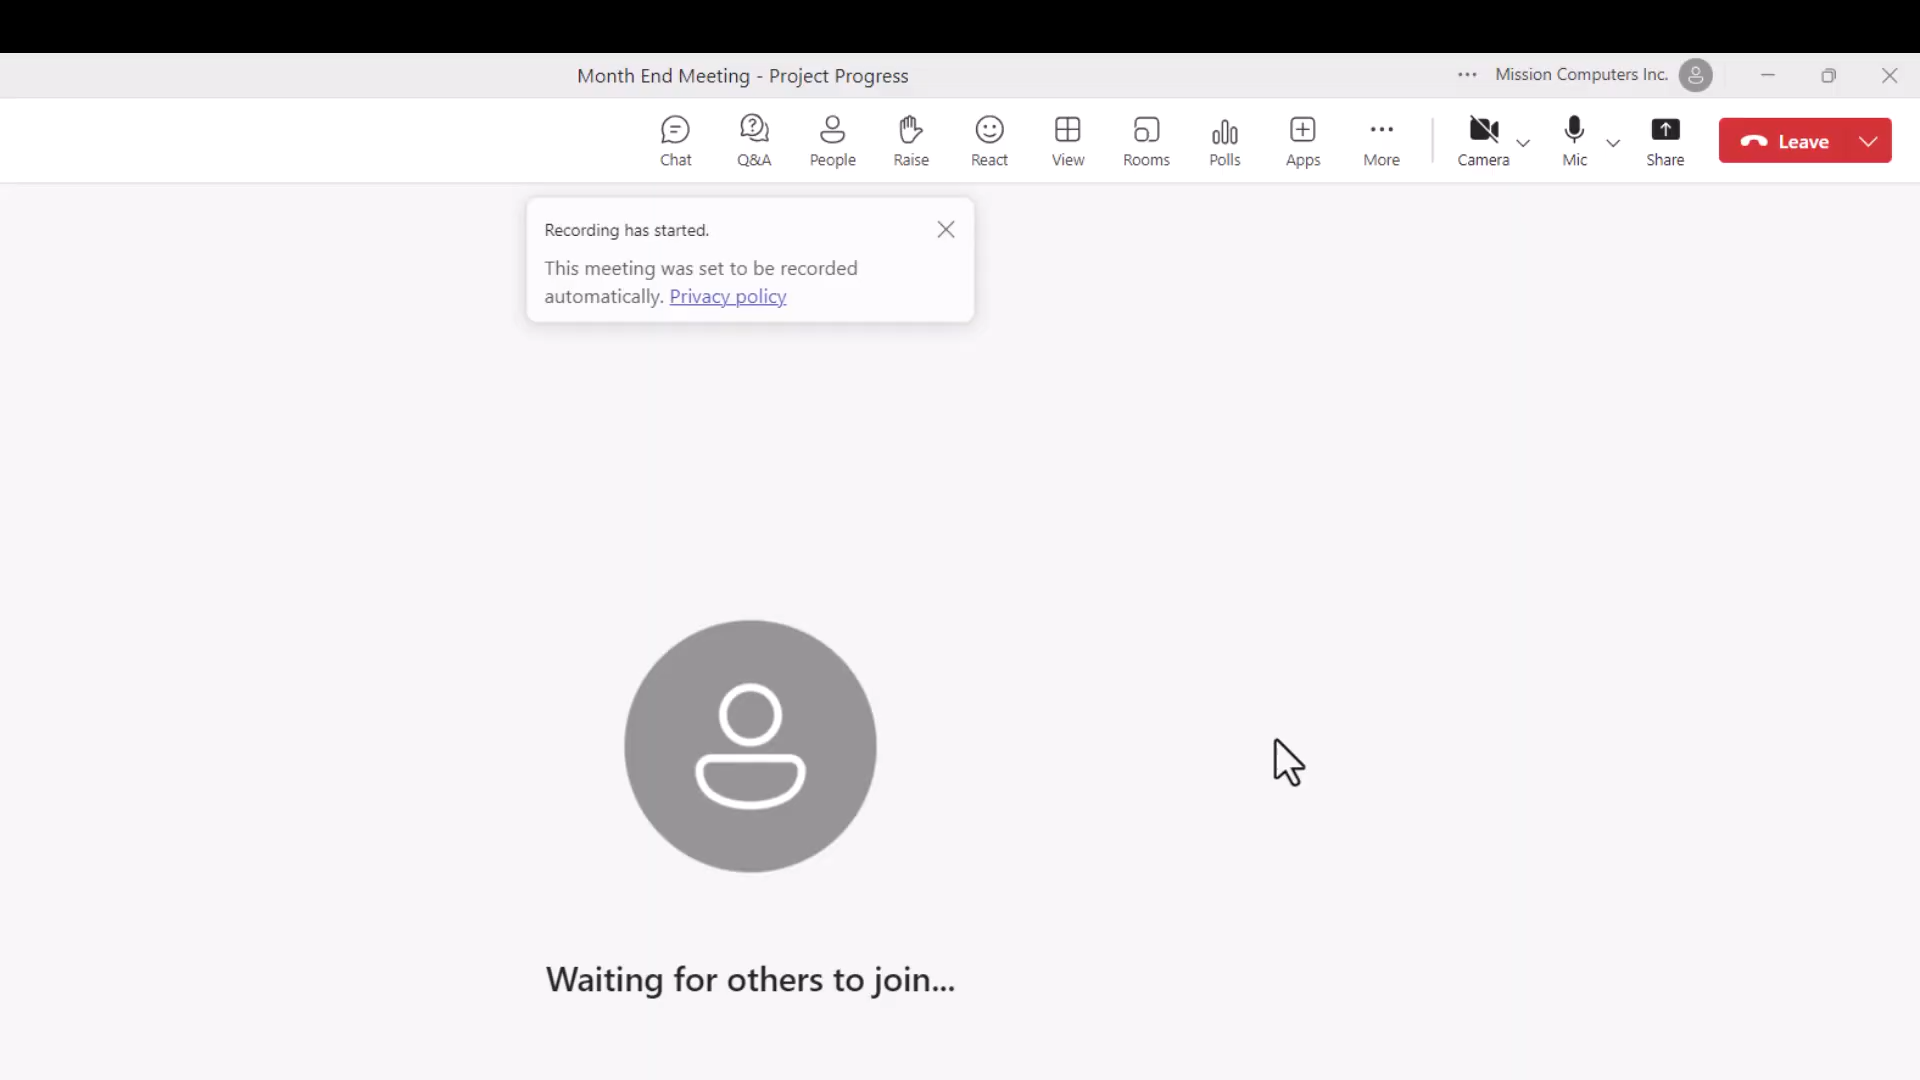 Month End Meeting - Project Progress
Mission Computers Inc.
Chat
Q&A
People
Raise
React
View
Rooms
Polls
Apps
More
Camera
Mic
Share
Leave
Recording has started.
This meeting was set to be recorded
automatically. Privacy policy
Waiting for others to join...